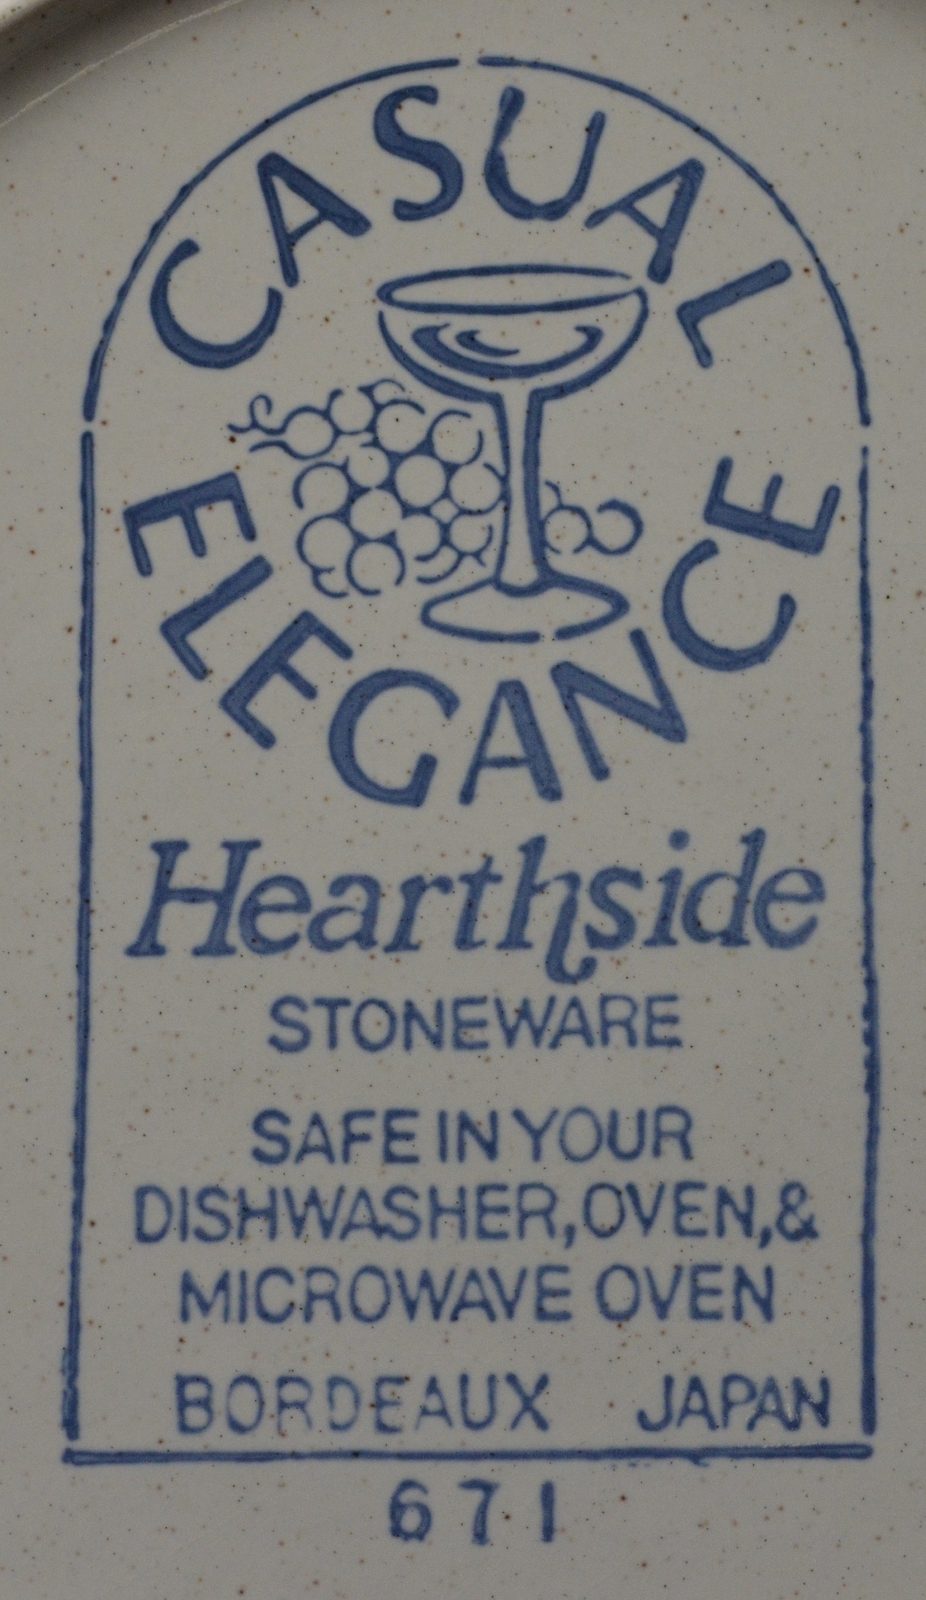 CASUAL
ELEGANCE
Hearthside
STONEWARE
SAFE IN YOUR
DISHWASHER, OVEN, &
MICROWAVE OVEN
BORDEAUX JAPAN
671